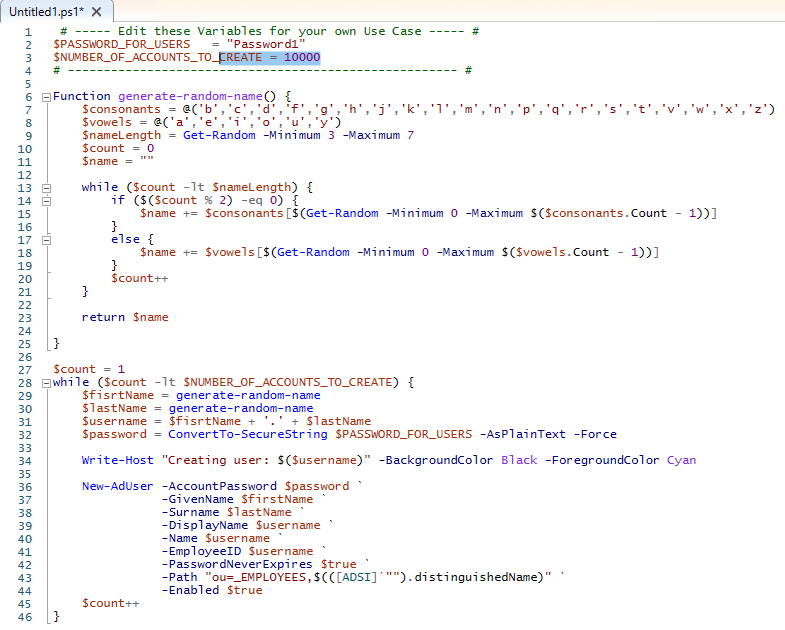 Untitled1.ps1* X
1 # ----- Edit these Variables for your own Use Case ----- #
2 $PASSWORD_FOR_USERS   = "Password1"
3 $NUMBER_OF_ACCOUNTS_TO_CREATE = 10000
4 # ------------------------------------------------------ #
5
6 Function generate-random-name() {
7     $consonants = @('b','c','d','f','g','h','j','k','l','m','n','p','q','r','s','t','v','w','x','z')
8     $vowels = @('a','e','i','o','u','y')
9     $nameLength = Get-Random -Minimum 3 -Maximum 7
10     $count = 0
11     $name = ""
12
13     while ($count -lt $nameLength) {
14         if ($($count % 2) -eq 0) {
15             $name += $consonants[$(Get-Random -Minimum 0 -Maximum $($consonants.Count - 1))]
16         }
17         else {
18             $name += $vowels[$(Get-Random -Minimum 0 -Maximum $($vowels.Count - 1))]
19         }
20         $count++
21     }
22
23     return $name
24
25 }
26
27 $count = 1
28 while ($count -lt $NUMBER_OF_ACCOUNTS_TO_CREATE) {
29     $fisrtName = generate-random-name
30     $lastName = generate-random-name
31     $username = $fisrtName + '.' + $lastName
32     $password = ConvertTo-SecureString $PASSWORD_FOR_USERS -AsPlainText -Force
33
34     Write-Host "Creating user: $($username)" -BackgroundColor Black -ForegroundColor Cyan
35
36     New-AdUser -AccountPassword $password `
37                -GivenName $firstName `
38                -Surname $lastName `
39                -DisplayName $username `
40                -Name $username `
41                -EmployeeID $username `
42                -PasswordNeverExpires $true `
43                -Path "ou=_EMPLOYEES,$(([ADSI]`"").distinguishedName)" `
44                -Enabled $true
45     $count++
46 }